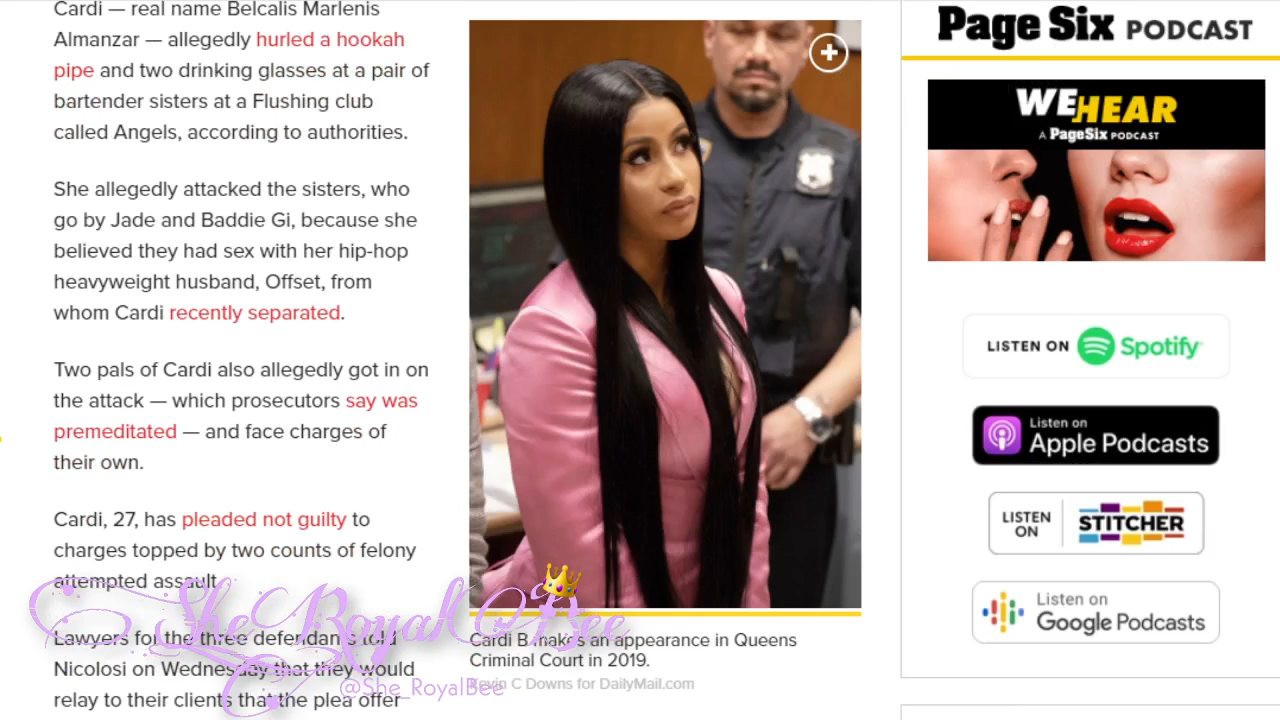 Cardi — real name Belcalis Marlenis
Almanzar — allegedly hurled a hookah
pipe and two drinking glasses at a pair of
bartender sisters at a Flushing club
called Angels, according to authorities.
She allegedly attacked the sisters, who
go by Jade and Baddie Gi, because she
believed they had sex with her hip-hop
heavyweight husband, Offset, from
whom Cardi recently separated.
Two pals of Cardi also allegedly got in on
the attack — which prosecutors say was
premeditated — and face charges of
their own.
Cardi, 27, has pleaded not guilty to
charges topped by two counts of felony
attempted assault.
Lawyers for the three defendants told
Nicolosi on Wednesday that they would
relay to their clients that the plea offer
SheRoyal Bee
@She_RoyalBee
Cardi B makes an appearance in Queens
Criminal Court in 2019.
Kevin C Downs for DailyMail.com
Page Six PODCAST
WE HEAR
A PageSix PODCAST
LISTEN ON Spotify
Listen on
Apple Podcasts
LISTEN
ON
STITCHER
Listen on
Google Podcasts